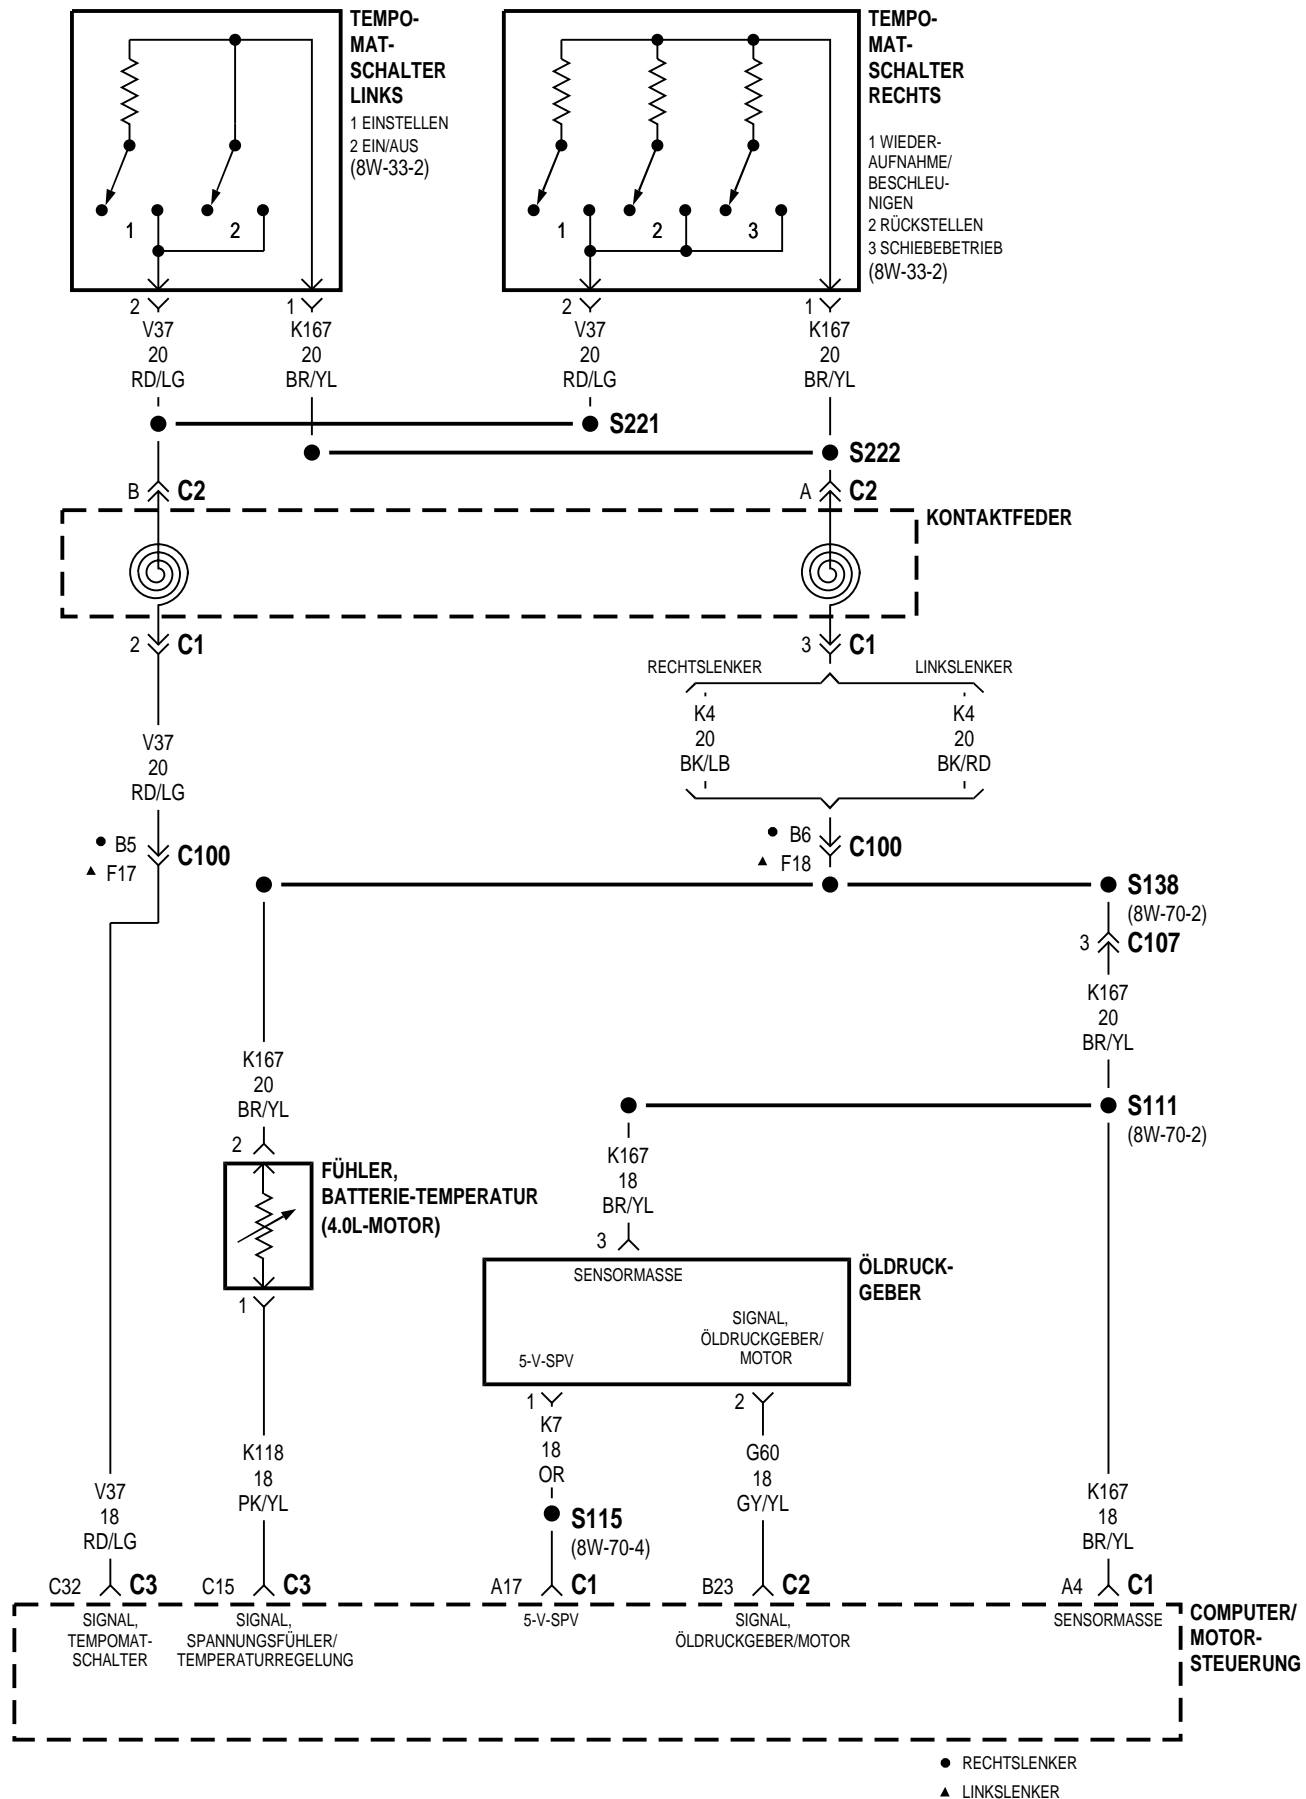 TEMPO-
MAT-
SCHALTER
LINKS
1 EINSTELLEN
2 EIN/AUS
(8W-33-2)
TEMPO-
MAT-
SCHALTER
RECHTS
1 WIEDER-
AUFNAHME/
BESCHLEU-
NIGEN
2 RÜCKSTELLEN
3 SCHIEBEBETRIEB
(8W-33-2)
1 2
1 2 3
2 1 2 1
V37 K167 V37 K167
20 20 20 20
RD/LG BR/YL RD/LG BR/YL
S221
S222
B C2 A C2
KONTAKTFEDER
2 C1 3 C1
RECHTSLENKER LINKSLENKER
K4 K4
20 20
BK/LB BK/RD
V37
20
RD/LG
● B5
▲ F17
C100
● B6
▲ F18
C100
S138
(8W-70-2)
3 C107
K167
20
BR/YL
K167
20
BR/YL
S111
(8W-70-2)
2
FÜHLER,
BATTERIE-TEMPERATUR
(4.0L-MOTOR)
1
K167
18
BR/YL
3
SENSORMASSE
ÖLDRUCK-
GEBER
SIGNAL,
ÖLDRUCKGEBER/
MOTOR
5-V-SPV
1 2
K7
18
OR
G60
18
GY/YL
K118
18
PK/YL
V37
18
RD/LG
K167
18
BR/YL
S115
(8W-70-4)
C32 C3 C15 C3 A17 C1 B23 C2 A4 C1
SIGNAL,
TEMPOMAT-
SCHALTER
SIGNAL,
SPANNUNGSFÜHLER/
TEMPERATURREGELUNG
5-V-SPV
SIGNAL,
ÖLDRUCKGEBER/MOTOR
SENSORMASSE
COMPUTER/
MOTOR-
STEUERUNG
● RECHTSLENKER
▲ LINKSLENKER